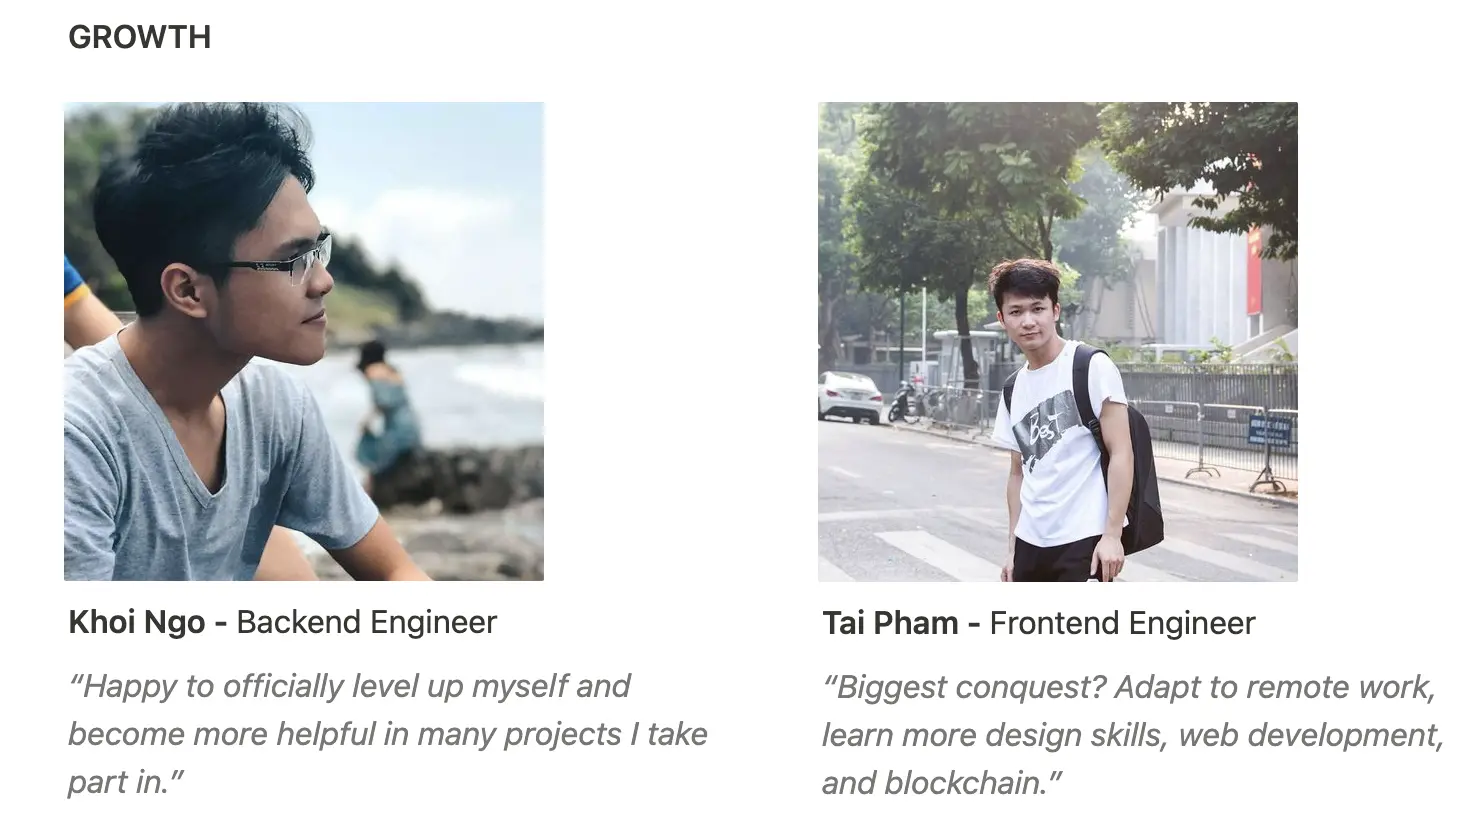 GROWTH
BEST
Khoi Ngo - Backend Engineer
“Happy to officially level up myself and
become more helpful in many projects I take
part in.”
Tai Pham - Frontend Engineer
“Biggest conquest? Adapt to remote work,
learn more design skills, web development,
and blockchain.”